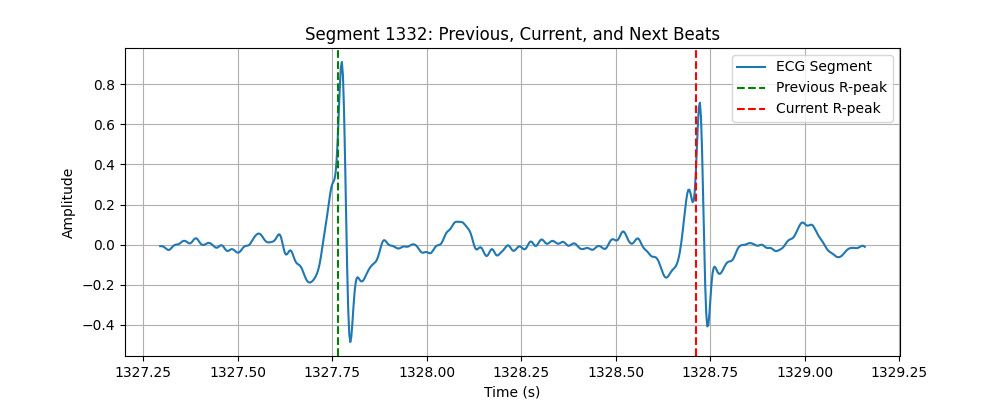 Segment 1332: Previous, Current, and Next Beats
ECG Segment
Previous R-peak
Current R-peak
0.8
0.6
0.4
0.2
0.0
−0.2
−0.4
Amplitude
1327.25 1327.50 1327.75 1328.00 1328.25 1328.50 1328.75 1329.00 1329.25
Time (s)